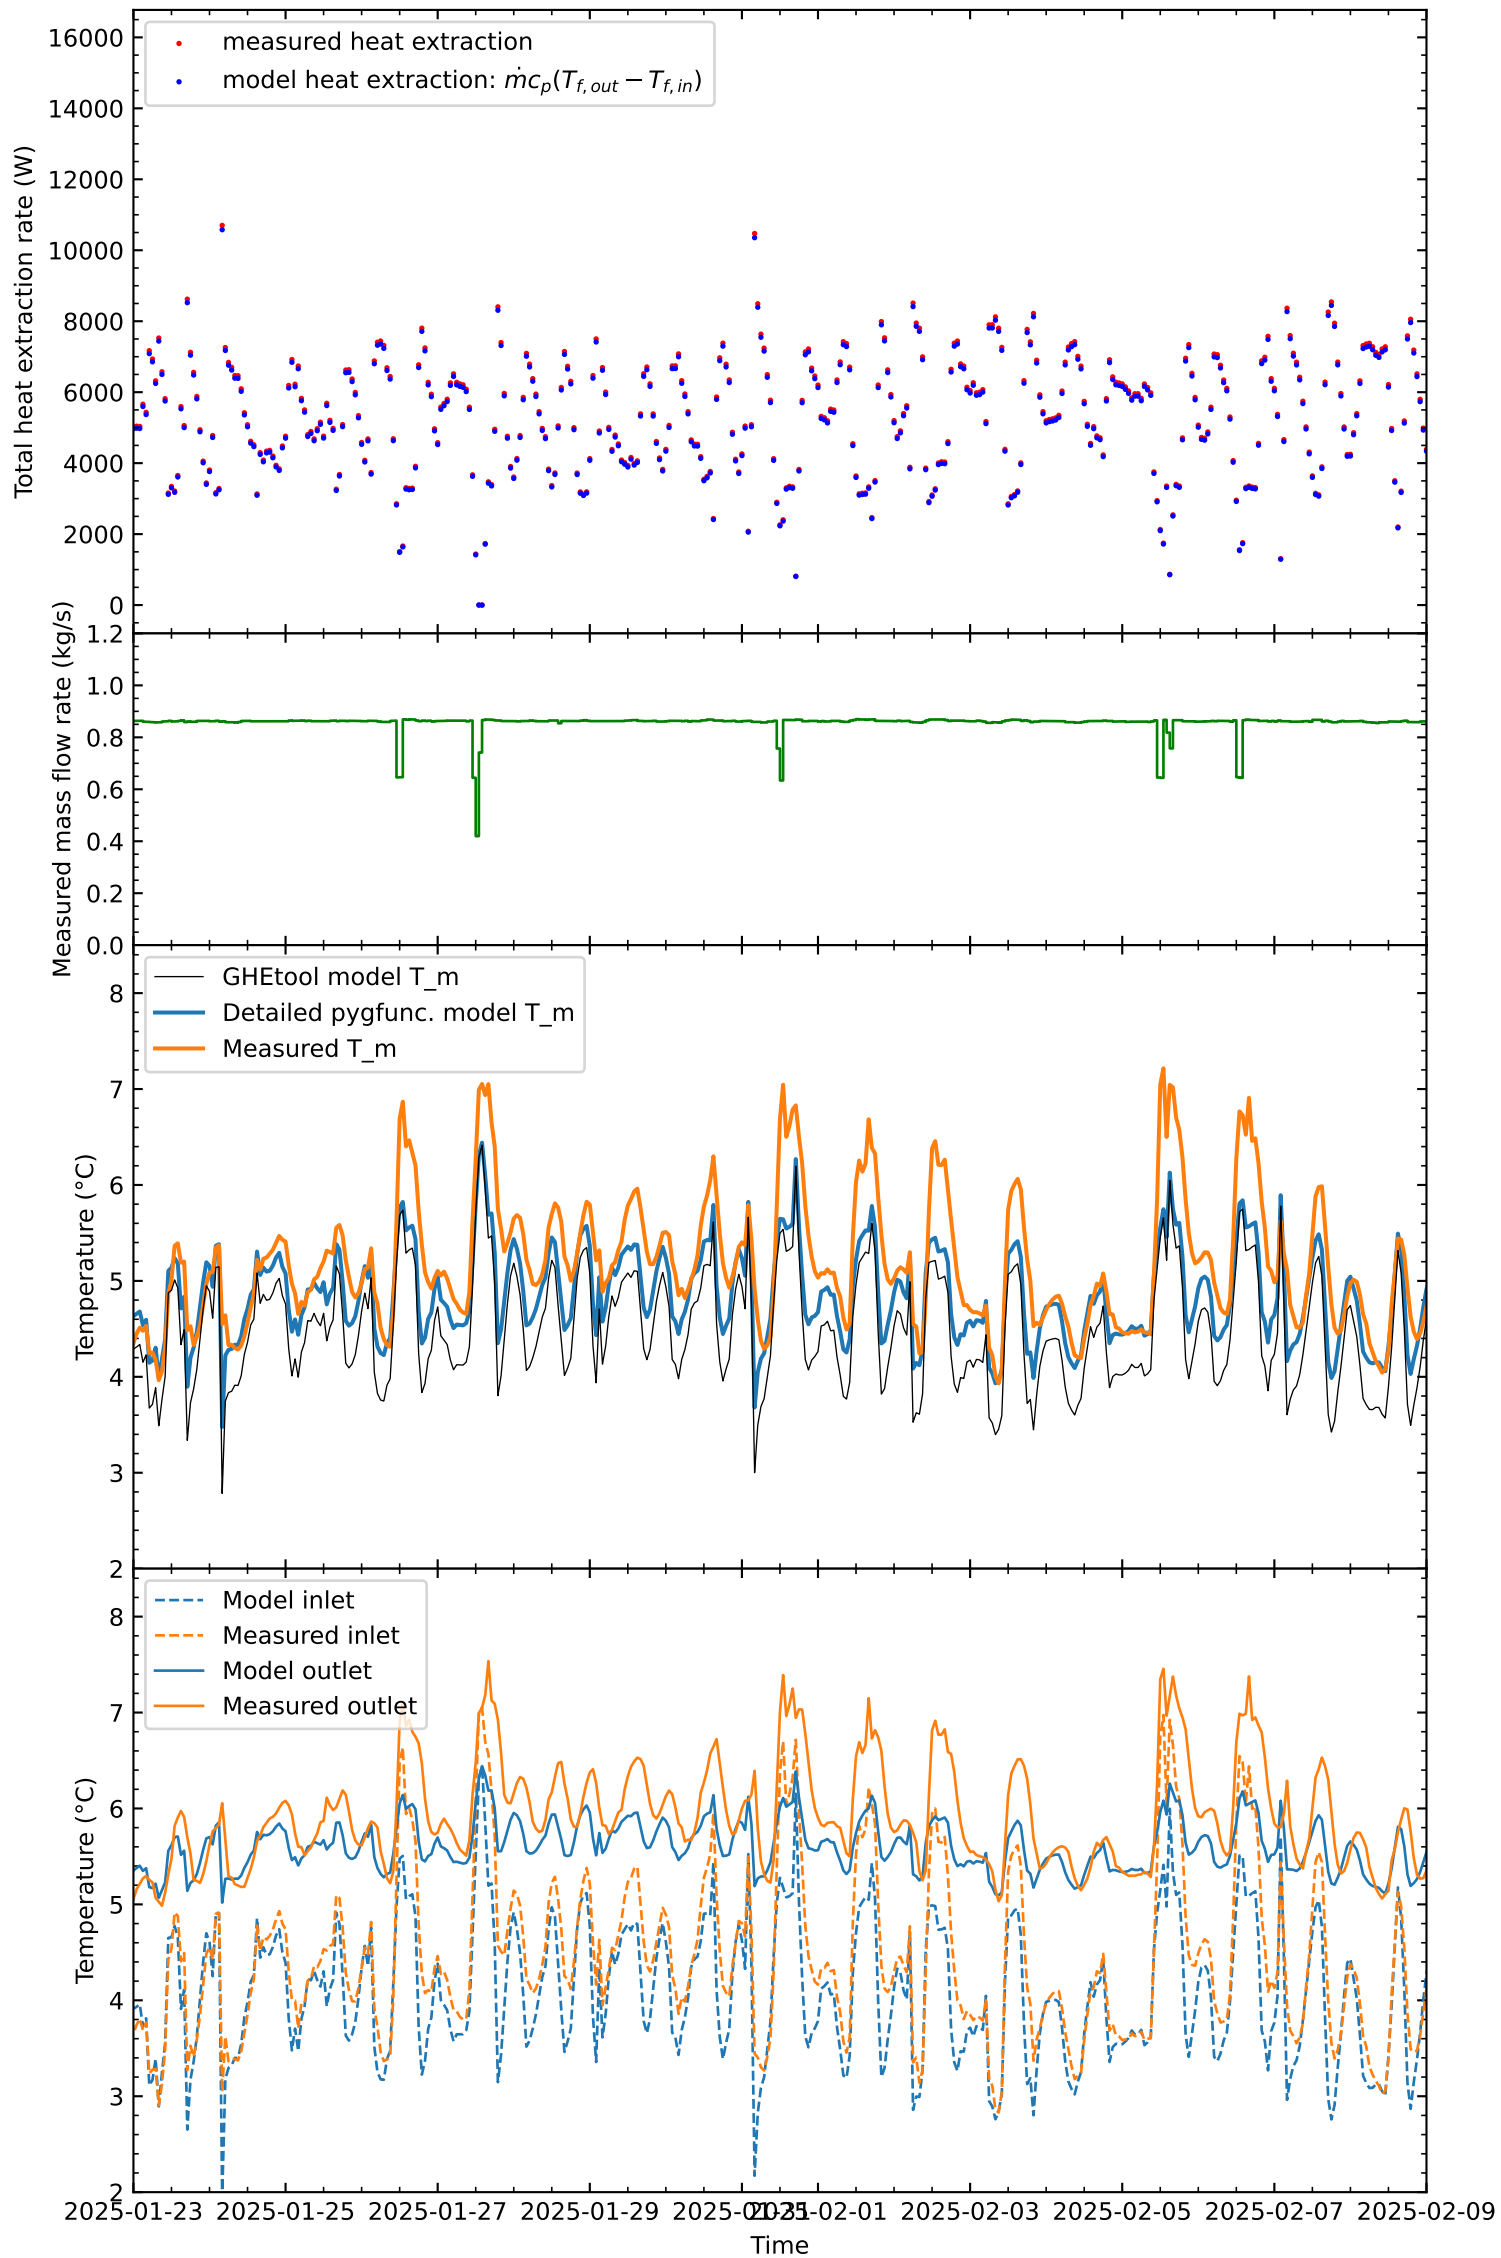 16000
14000
12000
10000
8000
6000
4000
2000
0
Total heat extraction rate (W)
measured heat extraction
model heat extraction: ṁc_p(T_{f,out} − T_{f,in})
1.2
1.0
0.8
0.6
0.4
0.2
0.0
Measured mass flow rate (kg/s)
8
7
6
5
4
3
2
Temperature (°C)
GHEtool model T_m
Detailed pygfunc. model T_m
Measured T_m
8
7
6
5
4
3
2
Temperature (°C)
Model inlet
Measured inlet
Model outlet
Measured outlet
2025-01-23 2025-01-25 2025-01-27 2025-01-29 2025-01-31 2025-02-01 2025-02-03 2025-02-05 2025-02-07 2025-02-09
Time